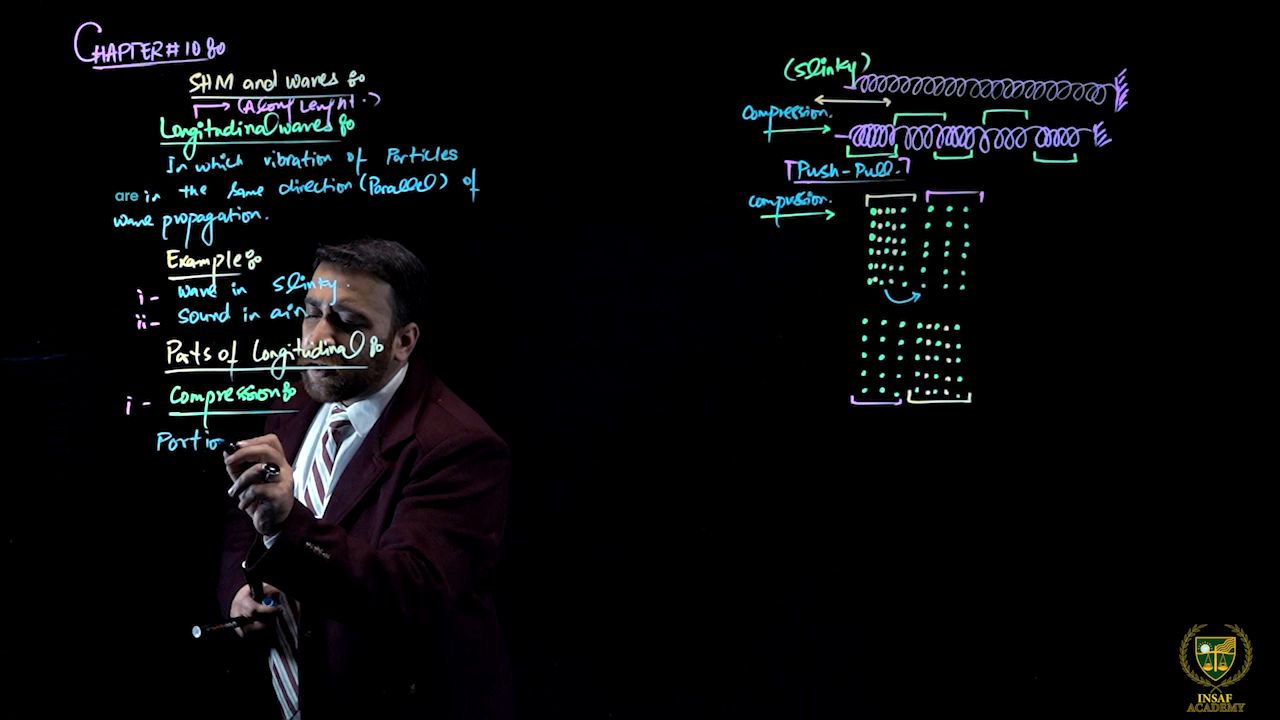 CHAPTER#10:
SHM and waves:
(Along Lenght.)
Longitudinal waves:
In which vibration of Particles
are in the same direction (Parallel) of
wave propagation.
Example:
i- wave in slinky.
ii- sound in air
Parts of Longitudinal:
i- Compression:
Portio
(Slinky)
Compression.
Push-Pull.
compression.
INSAF
ACADEMY